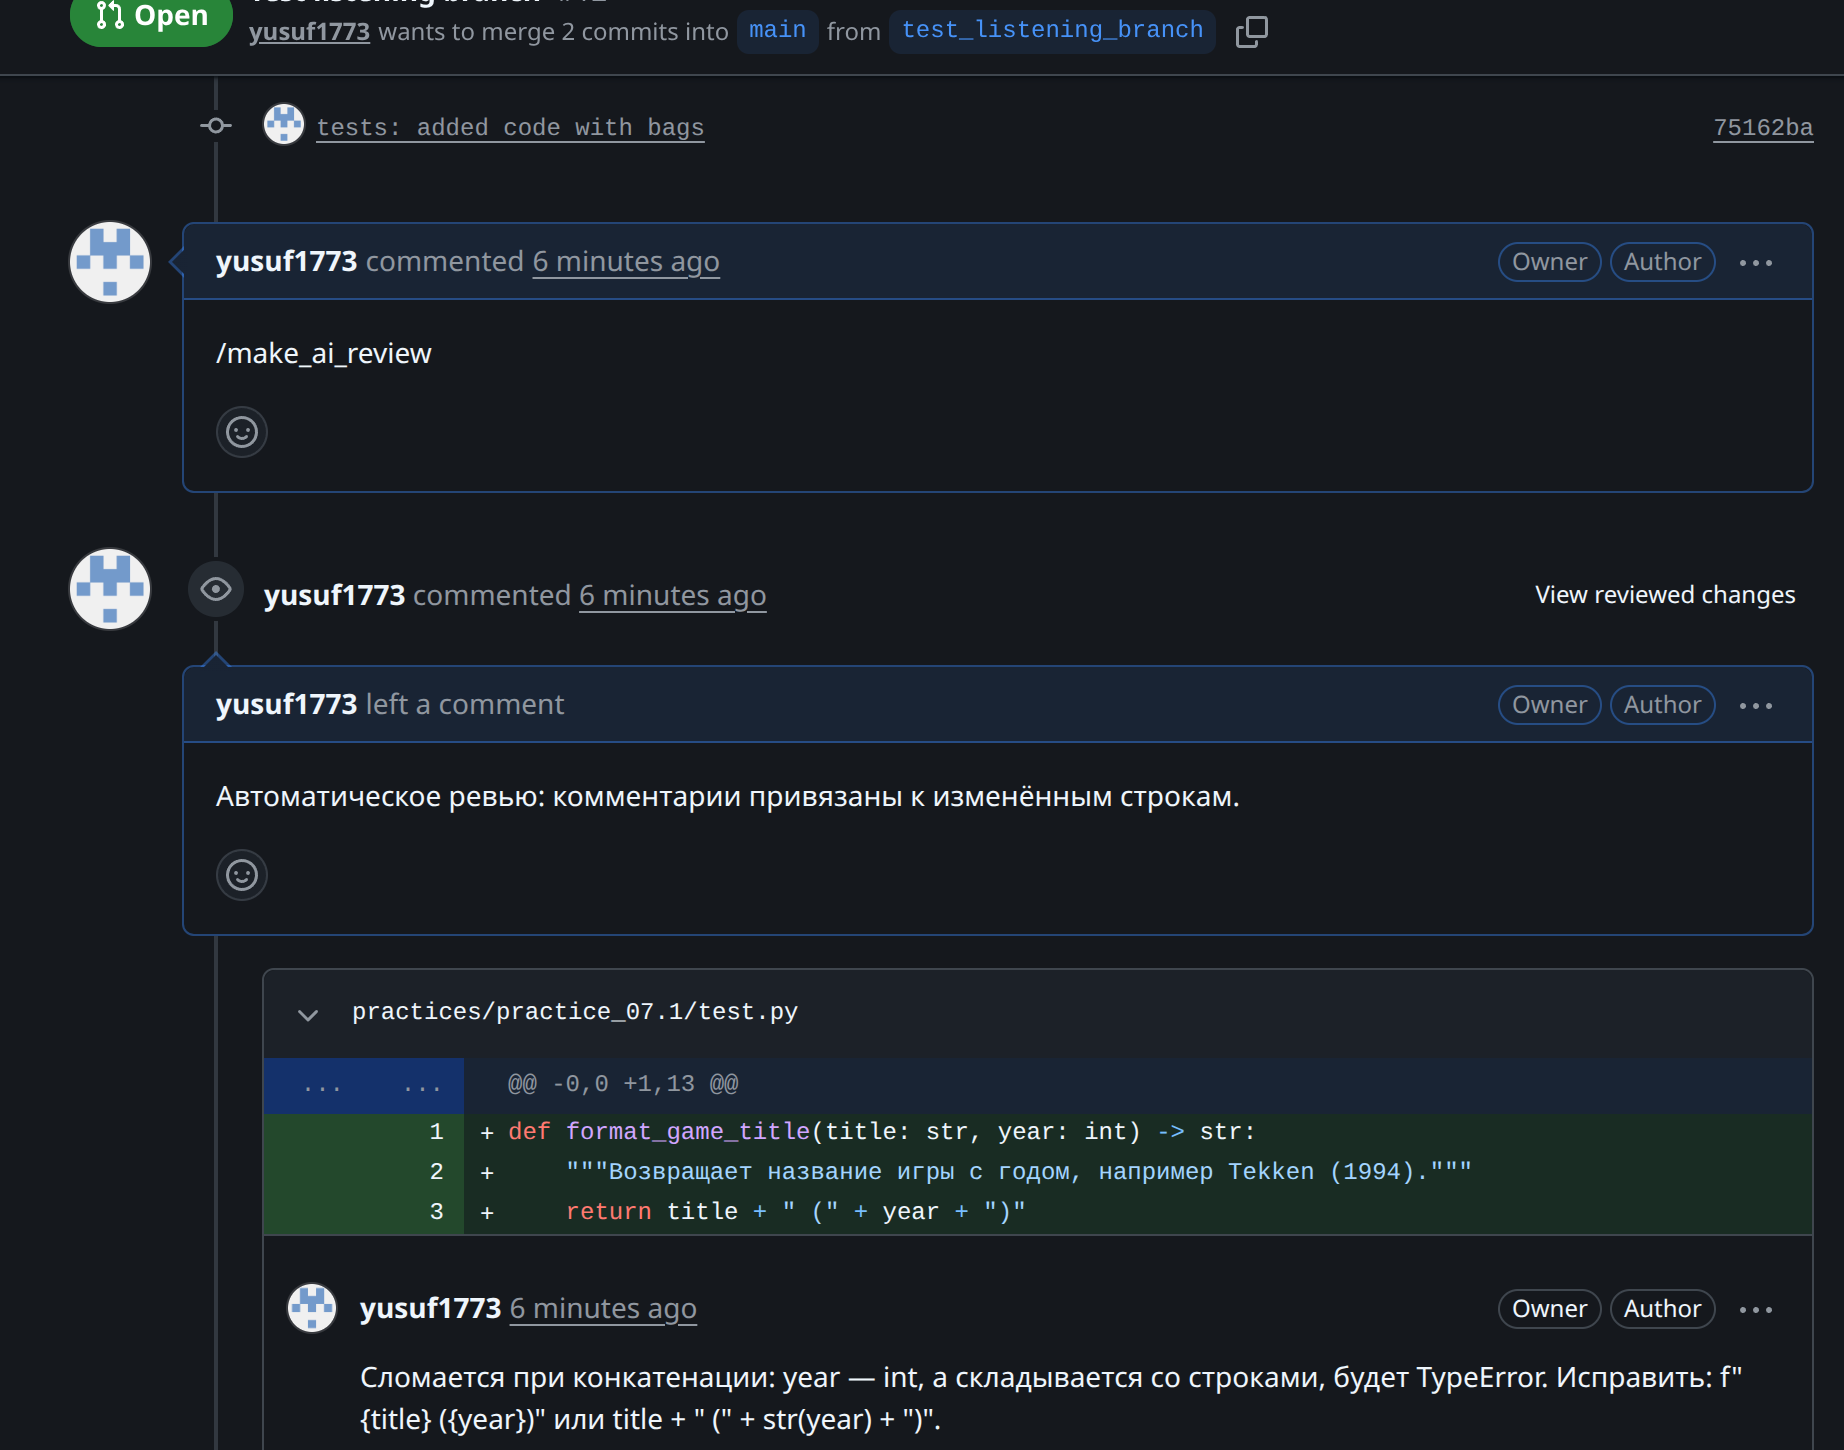 Open
yusuf1773 wants to merge 2 commits into main from test_listening_branch
tests: added code with bags 75162ba
yusuf1773 commented 6 minutes ago Owner Author
/make_ai_review
yusuf1773 commented 6 minutes ago View reviewed changes
yusuf1773 left a comment Owner Author
Автоматическое ревью: комментарии привязаны к изменённым строкам.
practices/practice_07.1/test.py
... ... @@ -0,0 +1,13 @@
1 + def format_game_title(title: str, year: int) -> str:
2 + """Возвращает название игры с годом, например Tekken (1994)."""
3 + return title + " (" + year + ")"
yusuf1773 6 minutes ago Owner Author
Сломается при конкатенации: year — int, а складывается со строками, будет TypeError. Исправить: f"
{title} ({year})" или title + " (" + str(year) + ")".